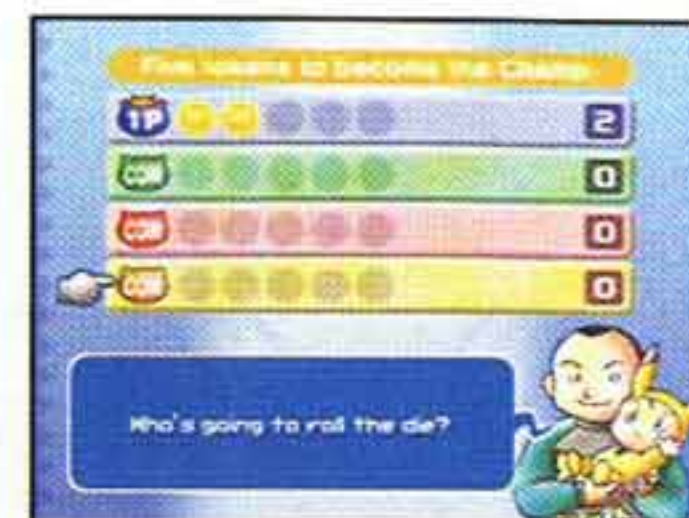 Five tokens to become the Champ.
1P 2
COM 0
COM 0
COM 0
Who's going to roll the die?